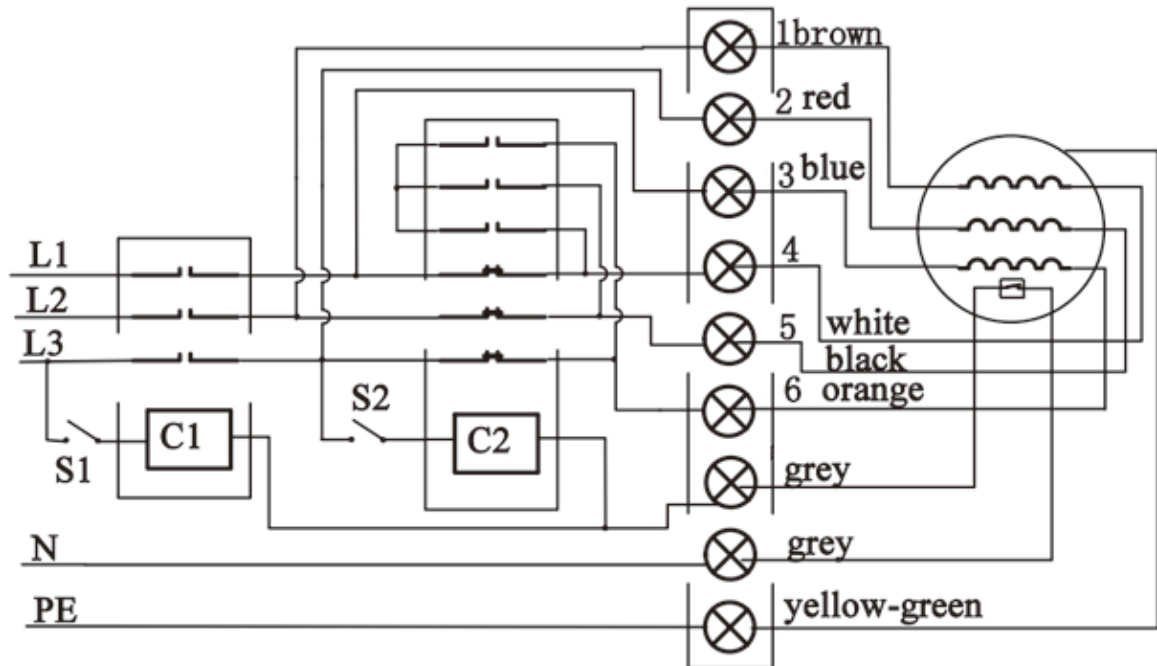 1brown
2 red
3 blue
4
L1
L2
5 white
L3
black
6 orange
S2
C1
C2
S1
grey
N
grey
PE
yellow-green